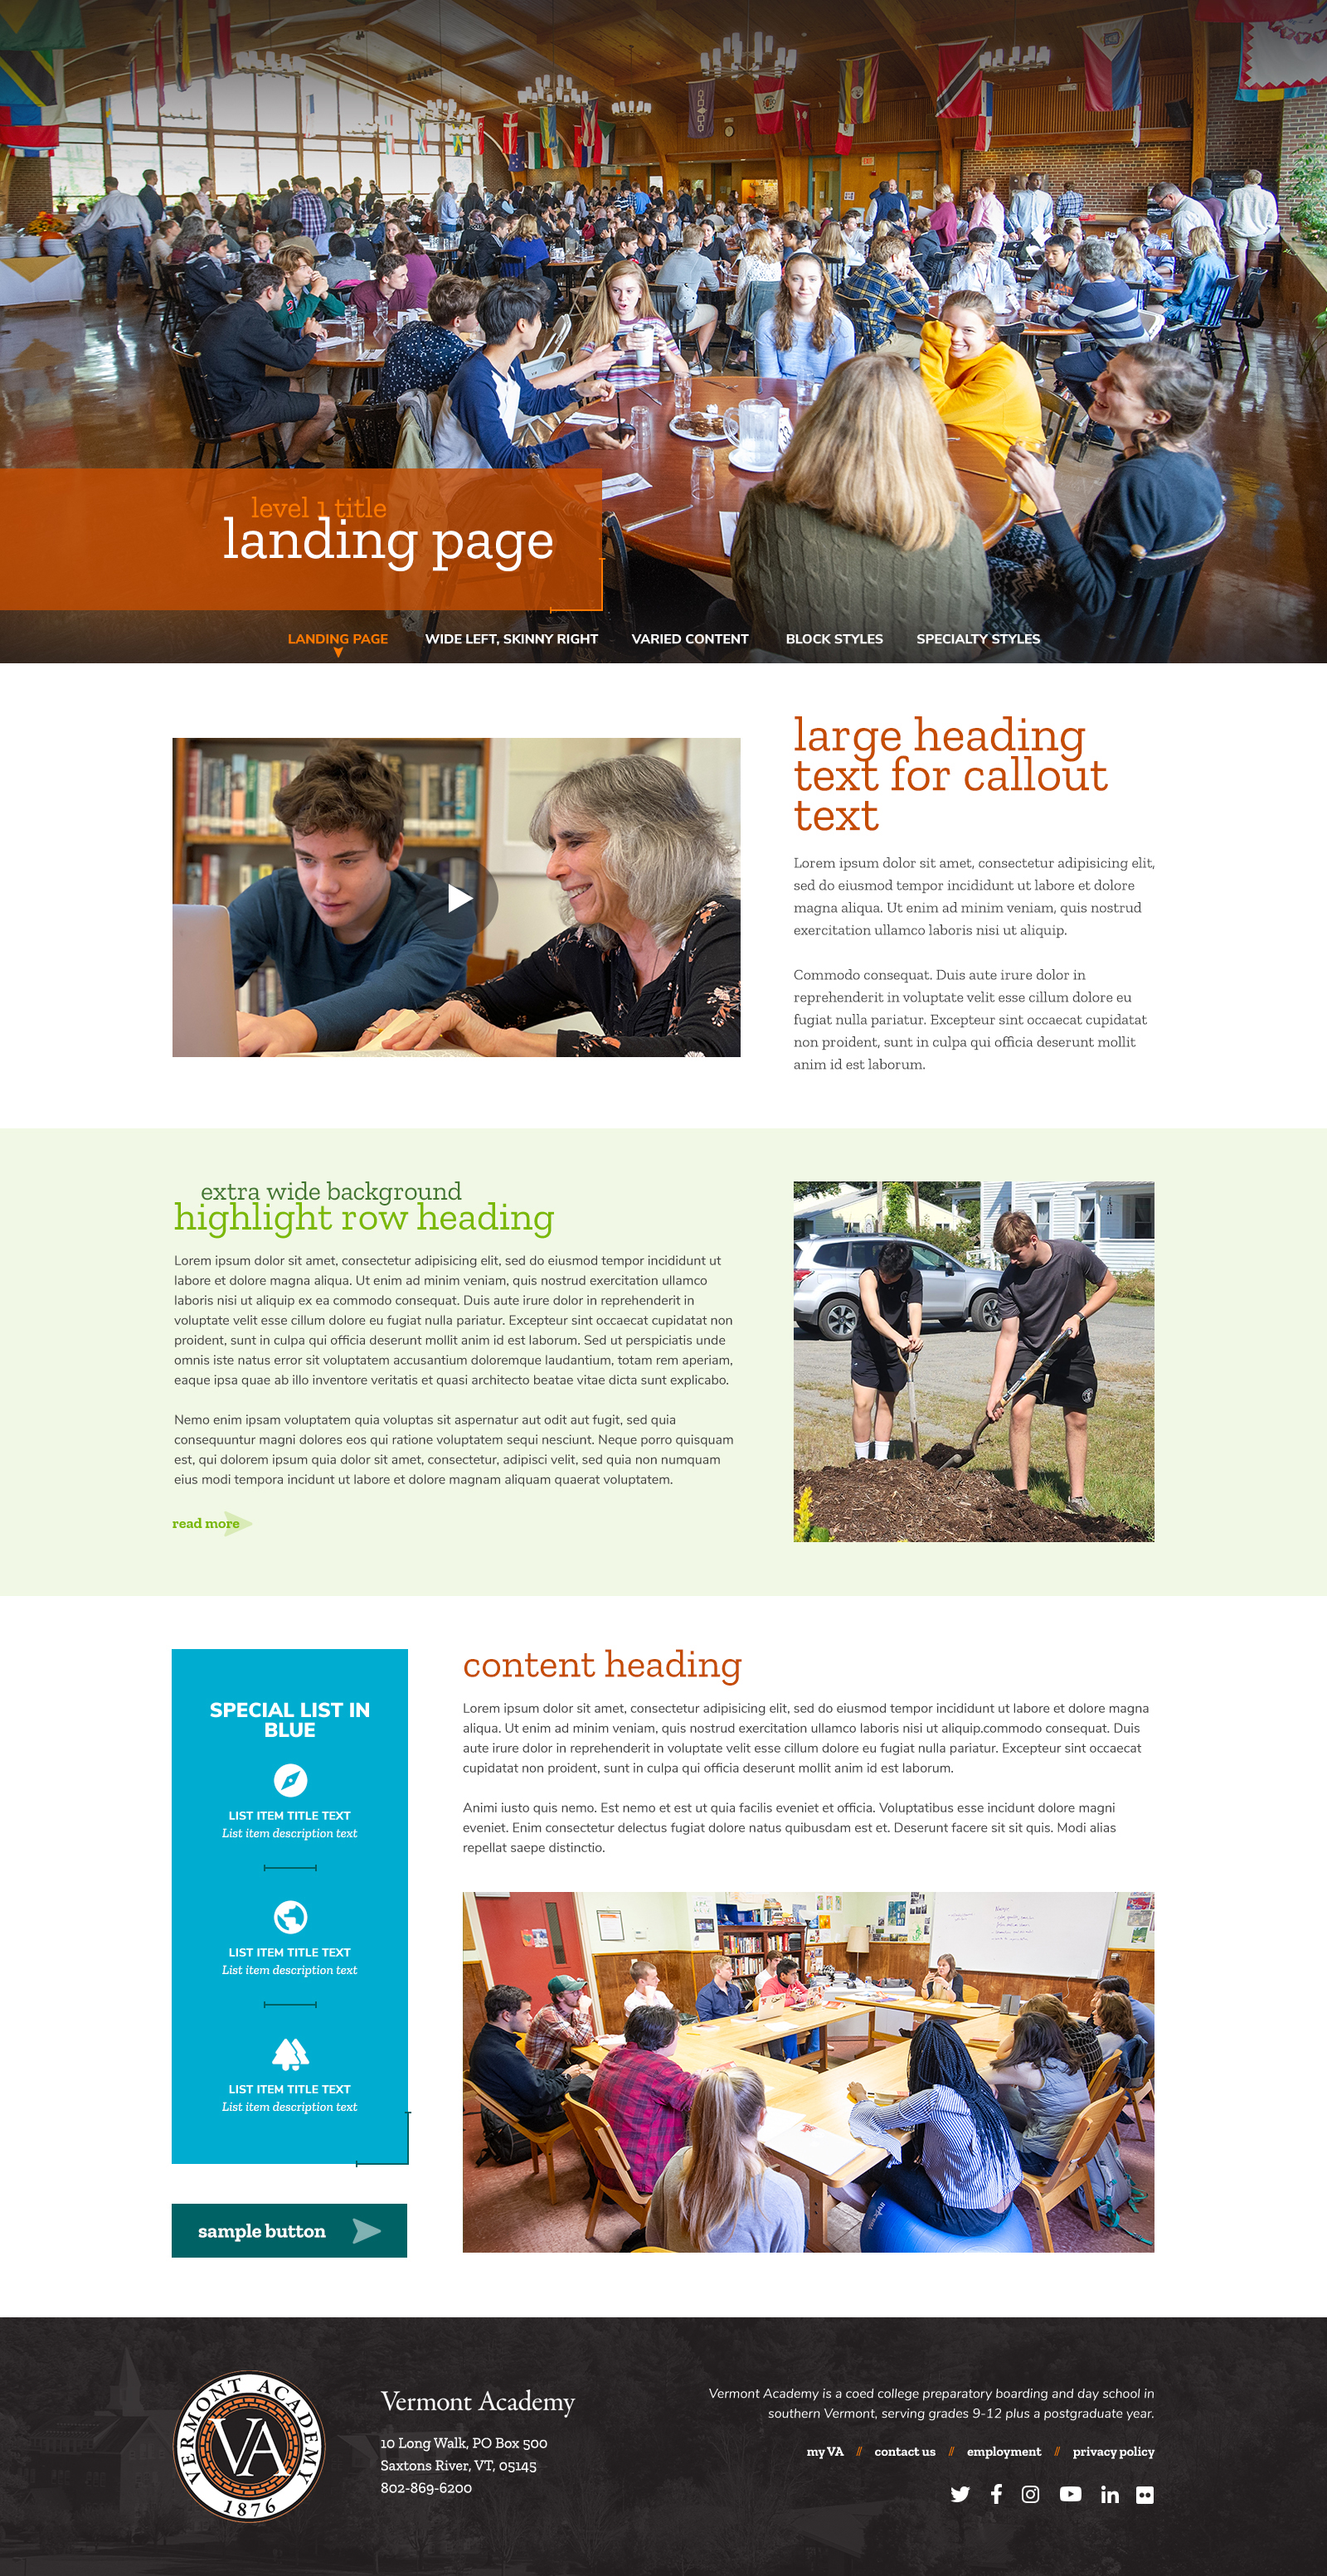 level 1 title
landing page
LANDING PAGE WIDE LEFT, SKINNY RIGHT VARIED CONTENT BLOCK STYLES SPECIALTY STYLES
large heading
text for callout
text
Lorem ipsum dolor sit amet, consectetur adipisicing elit,
sed do eiusmod tempor incididunt ut labore et dolore
magna aliqua. Ut enim ad minim veniam, quis nostrud
exercitation ullamco laboris nisi ut aliquip.
Commodo consequat. Duis aute irure dolor in
reprehenderit in voluptate velit esse cillum dolore eu
fugiat nulla pariatur. Excepteur sint occaecat cupidatat
non proident, sunt in culpa qui officia deserunt mollit
anim id est laborum.
extra wide background
highlight row heading
Lorem ipsum dolor sit amet, consectetur adipisicing elit, sed do eiusmod tempor incididunt ut
labore et dolore magna aliqua. Ut enim ad minim veniam, quis nostrud exercitation ullamco
laboris nisi ut aliquip ex ea commodo consequat. Duis aute irure dolor in reprehenderit in
voluptate velit esse cillum dolore eu fugiat nulla pariatur. Excepteur sint occaecat cupidatat non
proident, sunt in culpa qui officia deserunt mollit anim id est laborum. Sed ut perspiciatis unde
omnis iste natus error sit voluptatem accusantium doloremque laudantium, totam rem aperiam,
eaque ipsa quae ab illo inventore veritatis et quasi architecto beatae vitae dicta sunt explicabo.
Nemo enim ipsam voluptatem quia voluptas sit aspernatur aut odit aut fugit, sed quia
consequuntur magni dolores eos qui ratione voluptatem sequi nesciunt. Neque porro quisquam
est, qui dolorem ipsum quia dolor sit amet, consectetur, adipisci velit, sed quia non numquam
eius modi tempora incidunt ut labore et dolore magnam aliquam quaerat voluptatem.
read more
SPECIAL LIST IN
BLUE
LIST ITEM TITLE TEXT
List item description text
LIST ITEM TITLE TEXT
List item description text
LIST ITEM TITLE TEXT
List item description text
sample button
content heading
Lorem ipsum dolor sit amet, consectetur adipisicing elit, sed do eiusmod tempor incididunt ut labore et dolore magna
aliqua. Ut enim ad minim veniam, quis nostrud exercitation ullamco laboris nisi ut aliquip.commodo consequat. Duis
aute irure dolor in reprehenderit in voluptate velit esse cillum dolore eu fugiat nulla pariatur. Excepteur sint occaecat
cupidatat non proident, sunt in culpa qui officia deserunt mollit anim id est laborum.
Animi iusto quis nemo. Est nemo et est ut quia facilis eveniet et officia. Voluptatibus esse incidunt dolore magni
eveniet. Enim consectetur delectus fugiat dolore natus quibusdam est et. Deserunt facere sit sit quis. Modi alias
repellat saepe distinctio.
VERMONT ACADEMY
VA
1876
Vermont Academy
10 Long Walk, PO Box 500
Saxtons River, VT, 05145
802-869-6200
Vermont Academy is a coed college preparatory boarding and day school in
southern Vermont, serving grades 9-12 plus a postgraduate year.
my VA // contact us // employment // privacy policy